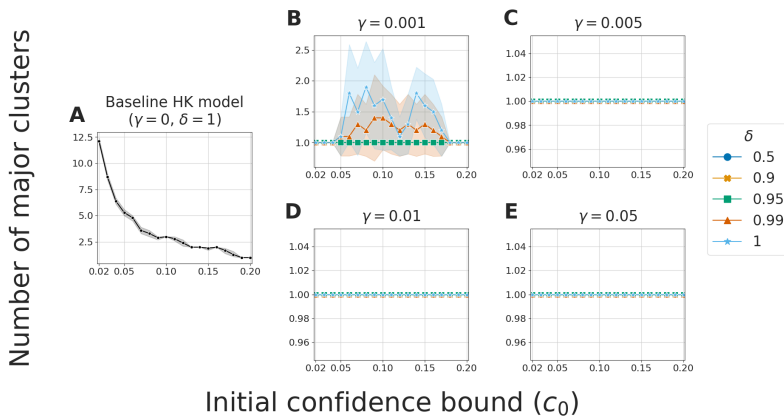 Number of major clusters
A
Baseline HK model
(γ=0, δ=1)
12.5
10.0
7.5
5.0
2.5
0.02 0.05 0.10 0.15 0.20
B
γ = 0.001
2.5
2.0
1.5
1.0
0.02 0.05 0.10 0.15 0.20
C
γ = 0.005
1.04
1.02
1.00
0.98
0.96
0.02 0.05 0.10 0.15 0.20
D
γ = 0.01
1.04
1.02
1.00
0.98
0.96
0.02 0.05 0.10 0.15 0.20
E
γ = 0.05
1.04
1.02
1.00
0.98
0.96
0.02 0.05 0.10 0.15 0.20
δ
0.5
0.9
0.95
0.99
1
Initial confidence bound (c₀)